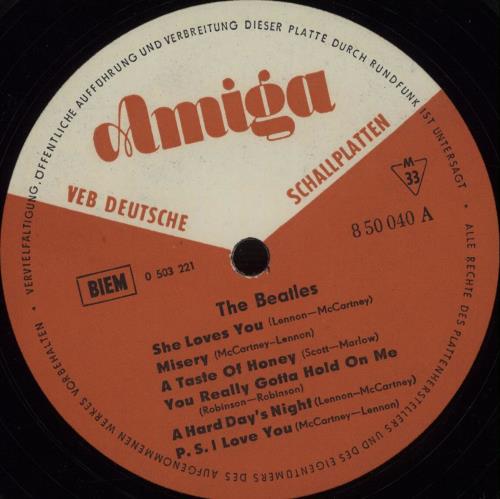 VERVIELFÄLTIGUNG, ÖFFENTLICHE AUFFÜHRUNG UND VERBREITUNG DIESER PLATTE DURCH RUNDFUNK IST UNTERSAGT • ALLE RECHTE DES PLATTENHERSTELLERS UND DES EIGENTÜMERS DES AUFGENOMMENEN WERKES VORBEHALTEN •
Amiga
VEB DEUTSCHE SCHALLPLATTEN
M
33
8 50 040 A
BIEM
0 503 221
The Beatles
She Loves You (Lennon—McCartney)
Misery (McCartney—Lennon)
A Taste Of Honey (Scott—Marlow)
You Really Gotta Hold On Me
(Robinson—Robinson)
A Hard Day's Night (Lennon—McCartney)
P. S. I Love You (McCartney—Lennon)